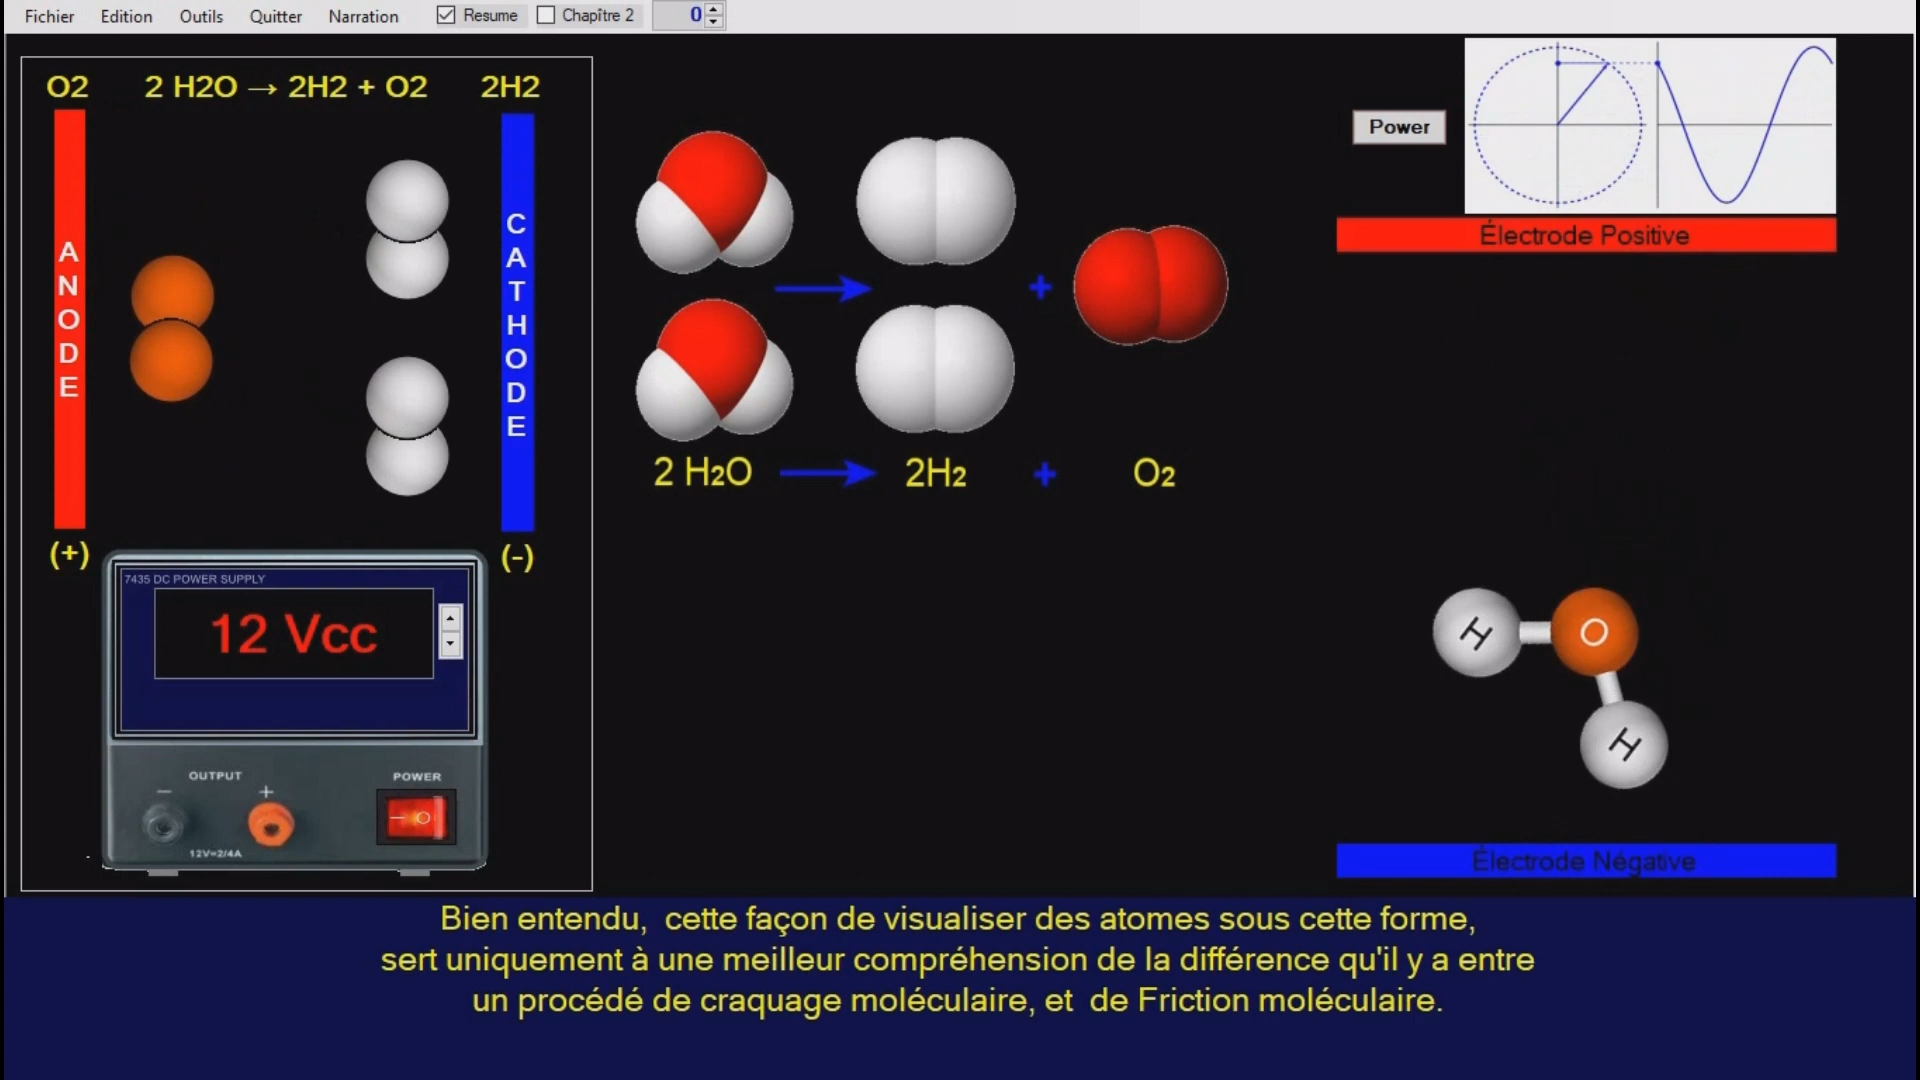 Fichier Edition Outils Quitter Narration Resume Chapître 2 0
O2 2 H2O → 2H2 + O2 2H2
ANODE
CATHODE
(+)
(-)
7435 DC POWER SUPPLY
12 Vcc
OUTPUT
POWER
− +
− O
12V=2/4A
+
2 H2O → 2H2 + O2
Power
Électrode Positive
H O
H
Électrode Négative
Bien entendu, cette façon de visualiser des atomes sous cette forme,
sert uniquement à une meilleur compréhension de la différence qu'il y a entre
un procédé de craquage moléculaire, et de Friction moléculaire.